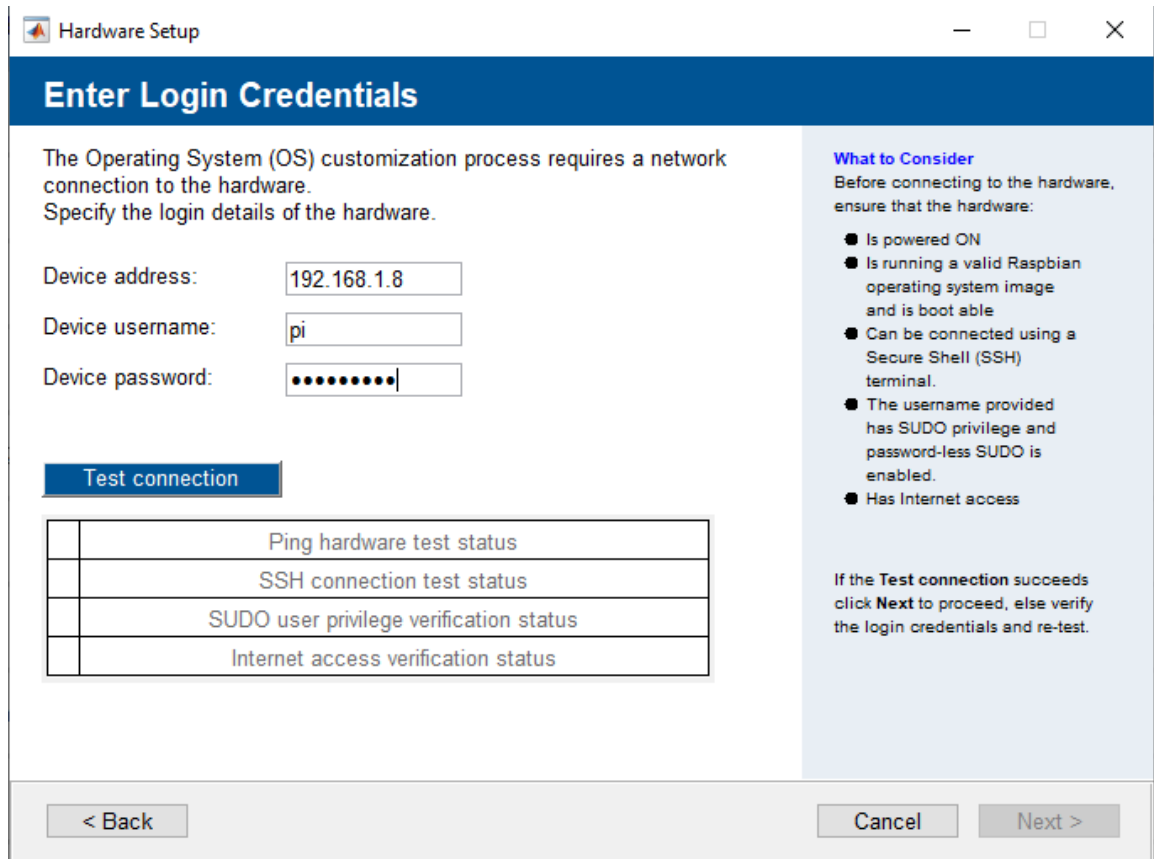 Hardware Setup
Enter Login Credentials
The Operating System (OS) customization process requires a network
connection to the hardware.
Specify the login details of the hardware.
Device address:
192.168.1.8
Device username:
pi
Device password:
•••••••••
Test connection
Ping hardware test status
SSH connection test status
SUDO user privilege verification status
Internet access verification status
What to Consider
Before connecting to the hardware,
ensure that the hardware:
● Is powered ON
● Is running a valid Raspbian
operating system image
and is boot able
● Can be connected using a
Secure Shell (SSH)
terminal.
● The username provided
has SUDO privilege and
password-less SUDO is
enabled.
● Has Internet access
If the Test connection succeeds
click Next to proceed, else verify
the login credentials and re-test.
< Back
Cancel
Next >